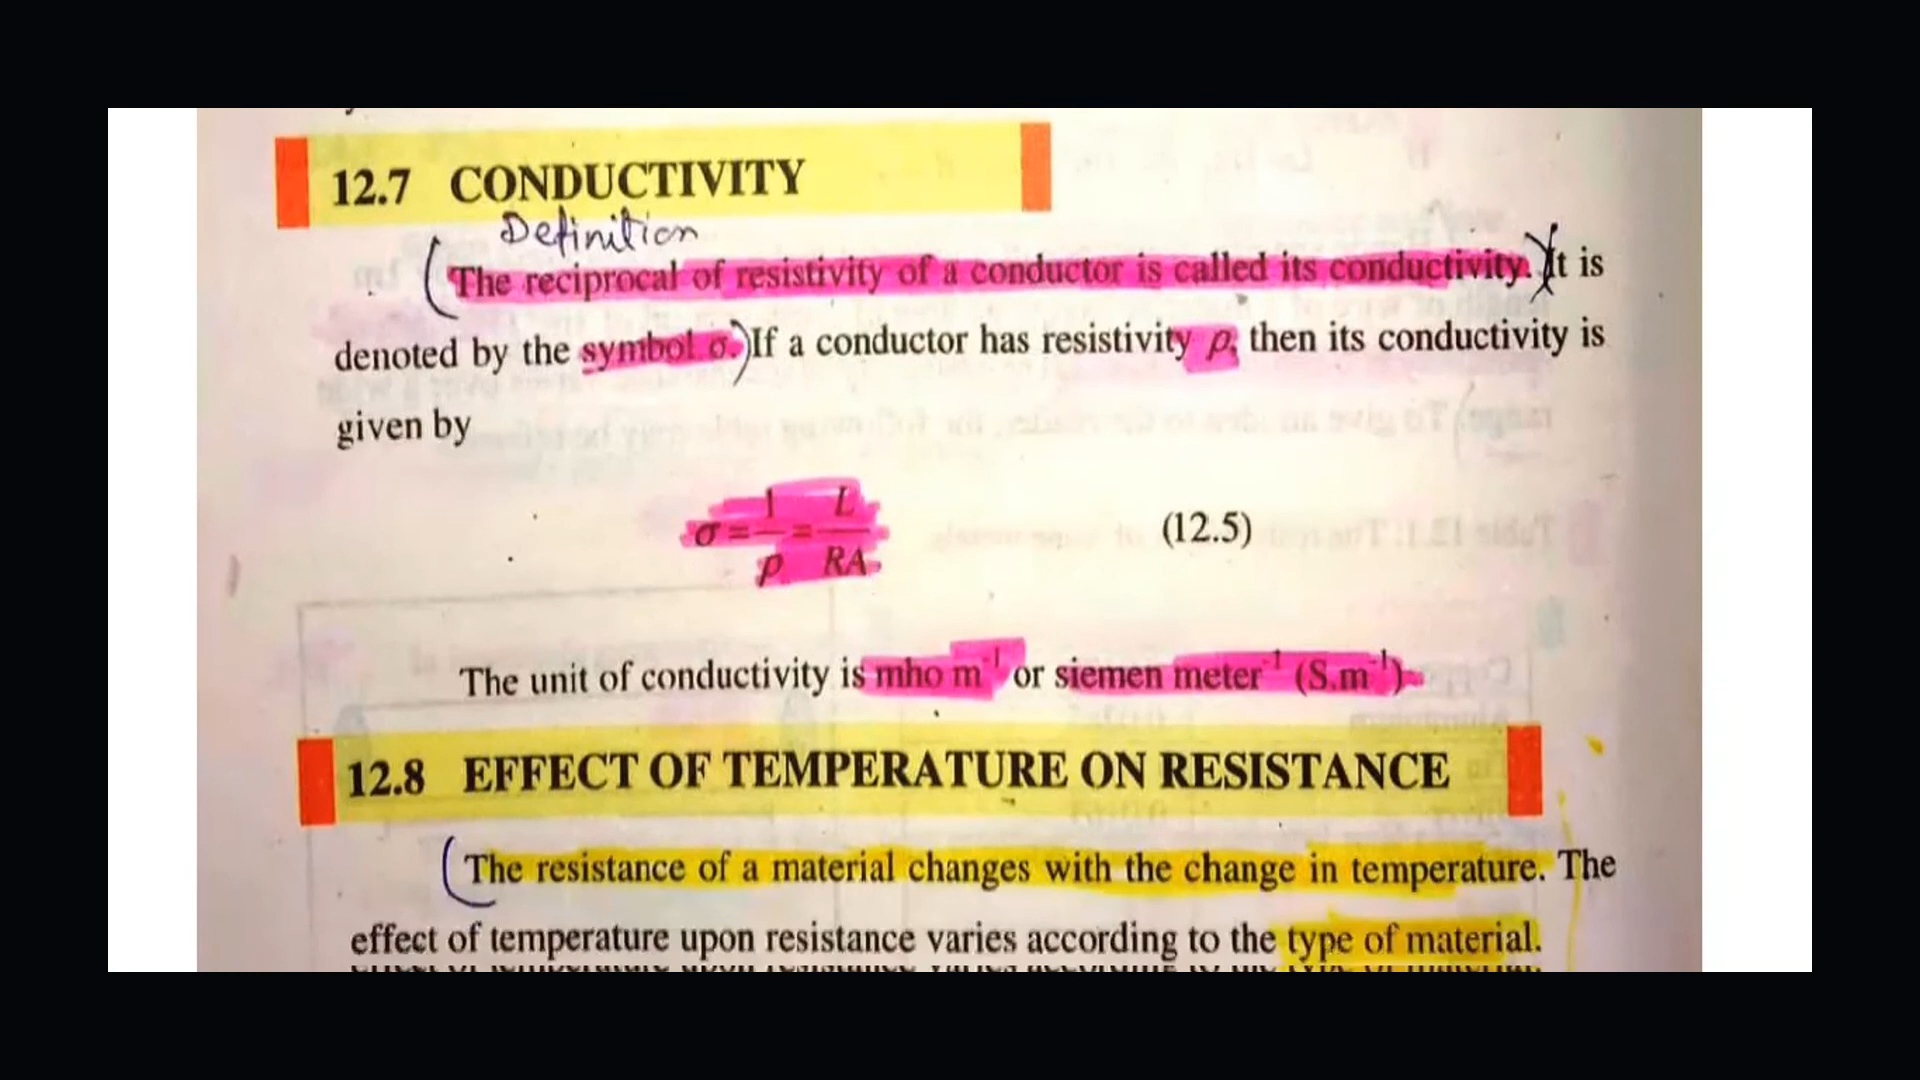 12.7 CONDUCTIVITY
Definition
(The reciprocal of resistivity of a conductor is called its conductivity.) It is
denoted by the symbol σ.) If a conductor has resistivity ρ, then its conductivity is
given by
σ = 1/ρ = L/RA (12.5)
The unit of conductivity is mho m⁻¹ or siemen meter⁻¹ (S.m⁻¹).
12.8 EFFECT OF TEMPERATURE ON RESISTANCE
(The resistance of a material changes with the change in temperature. The
effect of temperature upon resistance varies according to the type of material.